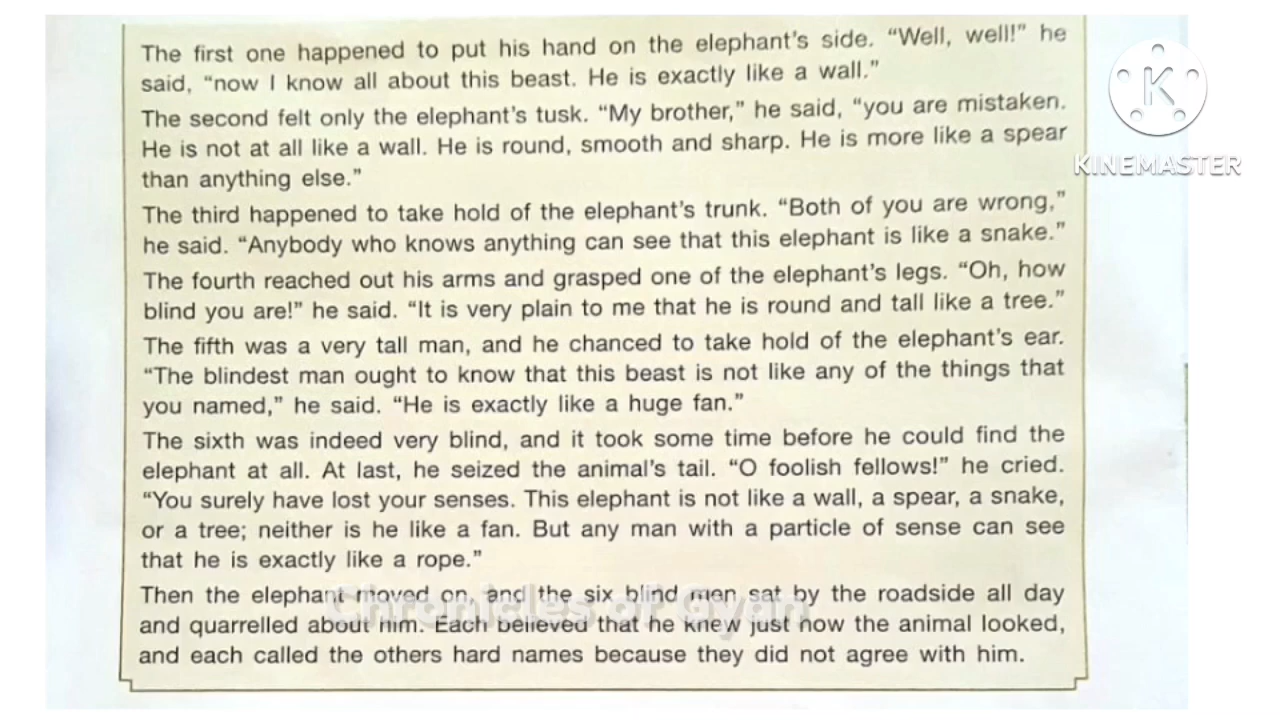 The first one happened to put his hand on the elephant's side. “Well, well!” he
said, “now I know all about this beast. He is exactly like a wall.”
The second felt only the elephant's tusk. “My brother,” he said, “you are mistaken.
He is not at all like a wall. He is round, smooth and sharp. He is more like a spear
than anything else.”
The third happened to take hold of the elephant's trunk. “Both of you are wrong,”
he said. “Anybody who knows anything can see that this elephant is like a snake.”
The fourth reached out his arms and grasped one of the elephant's legs. “Oh, how
blind you are!” he said. “It is very plain to me that he is round and tall like a tree.”
The fifth was a very tall man, and he chanced to take hold of the elephant's ear.
“The blindest man ought to know that this beast is not like any of the things that
you named,” he said. “He is exactly like a huge fan.”
The sixth was indeed very blind, and it took some time before he could find the
elephant at all. At last, he seized the animal's tail. “O foolish fellows!” he cried.
“You surely have lost your senses. This elephant is not like a wall, a spear, a snake,
or a tree; neither is he like a fan. But any man with a particle of sense can see
that he is exactly like a rope.”
Then the elephant moved on, and the six blind men sat by the roadside all day
and quarrelled about him. Each believed that he knew just how the animal looked,
and each called the others hard names because they did not agree with him.
K
KINEMASTER
Chronicles of Gyan